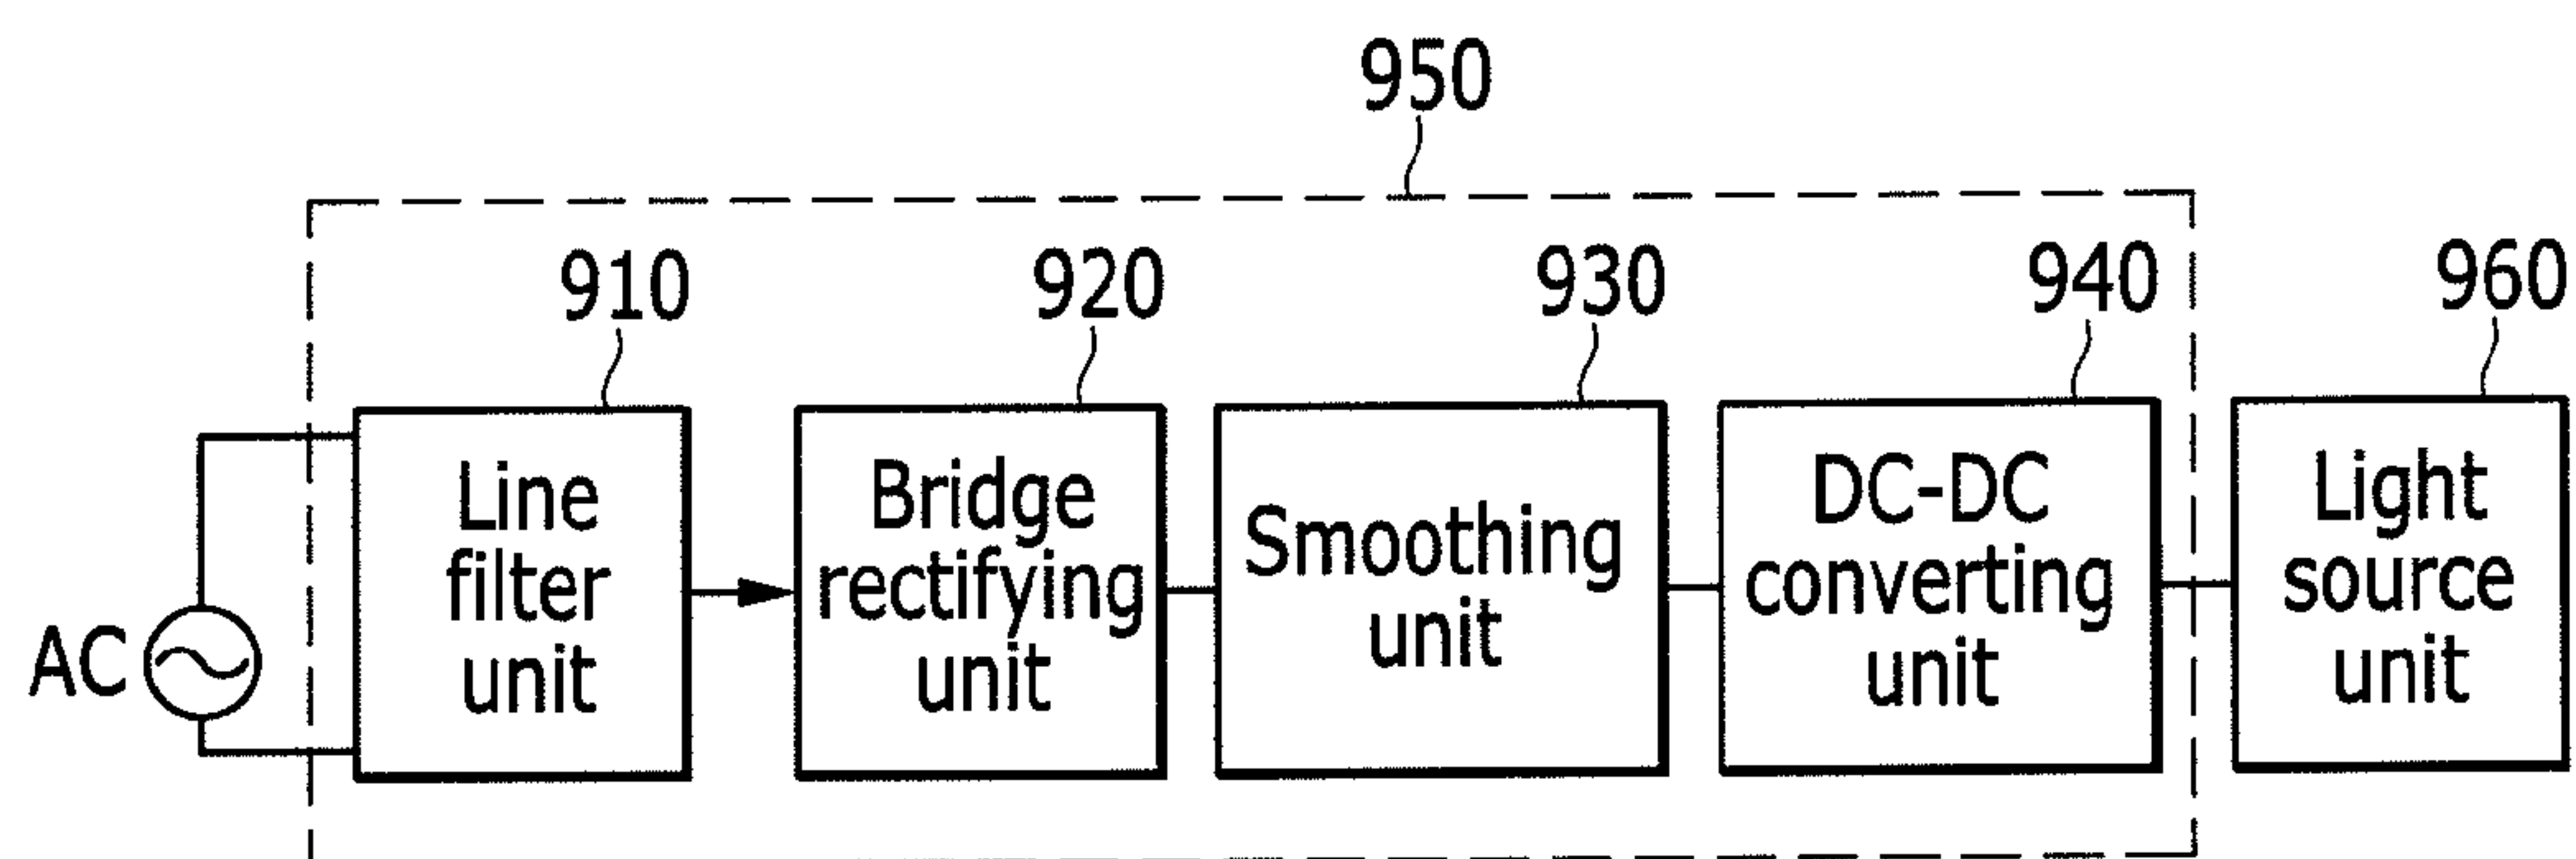 950
910
920
930
940
960
AC
Line
filter
unit
Bridge
rectifying
unit
Smoothing
unit
DC-DC
converting
unit
Light
source
unit